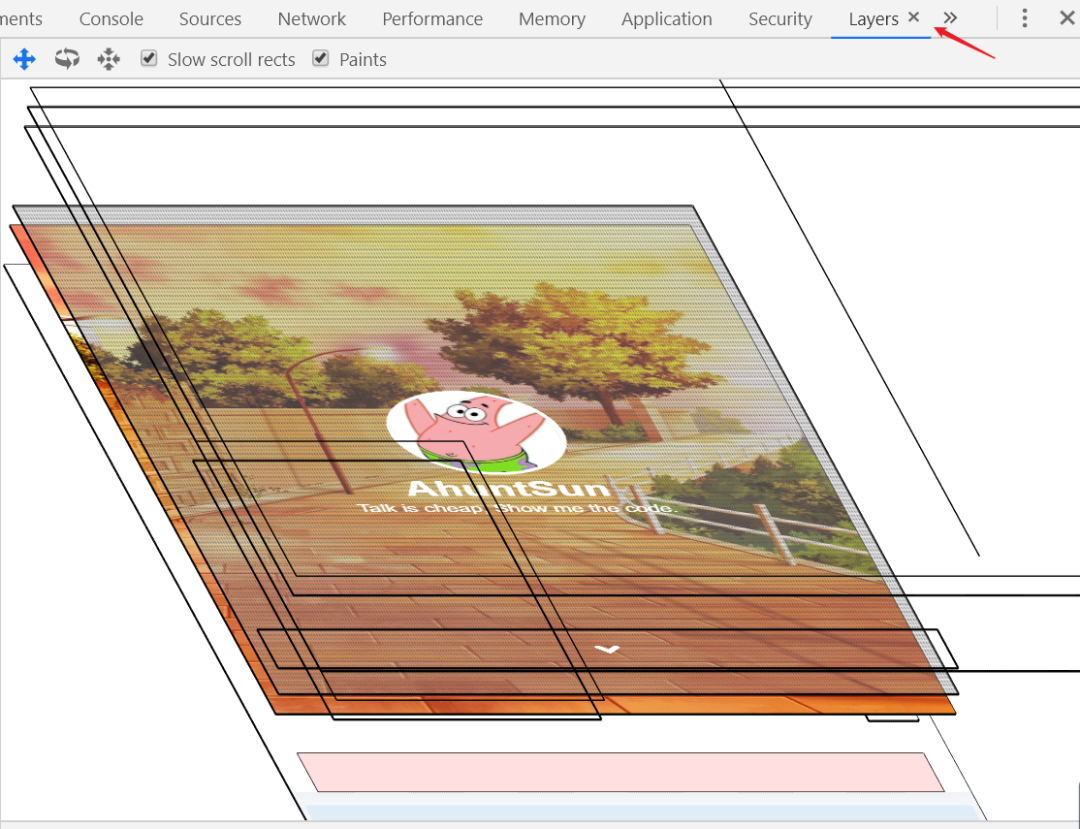 ments Console Sources Network Performance Memory Application Security Layers
Slow scroll rects Paints
AhuntSun
Talk is cheap. Show me the code.